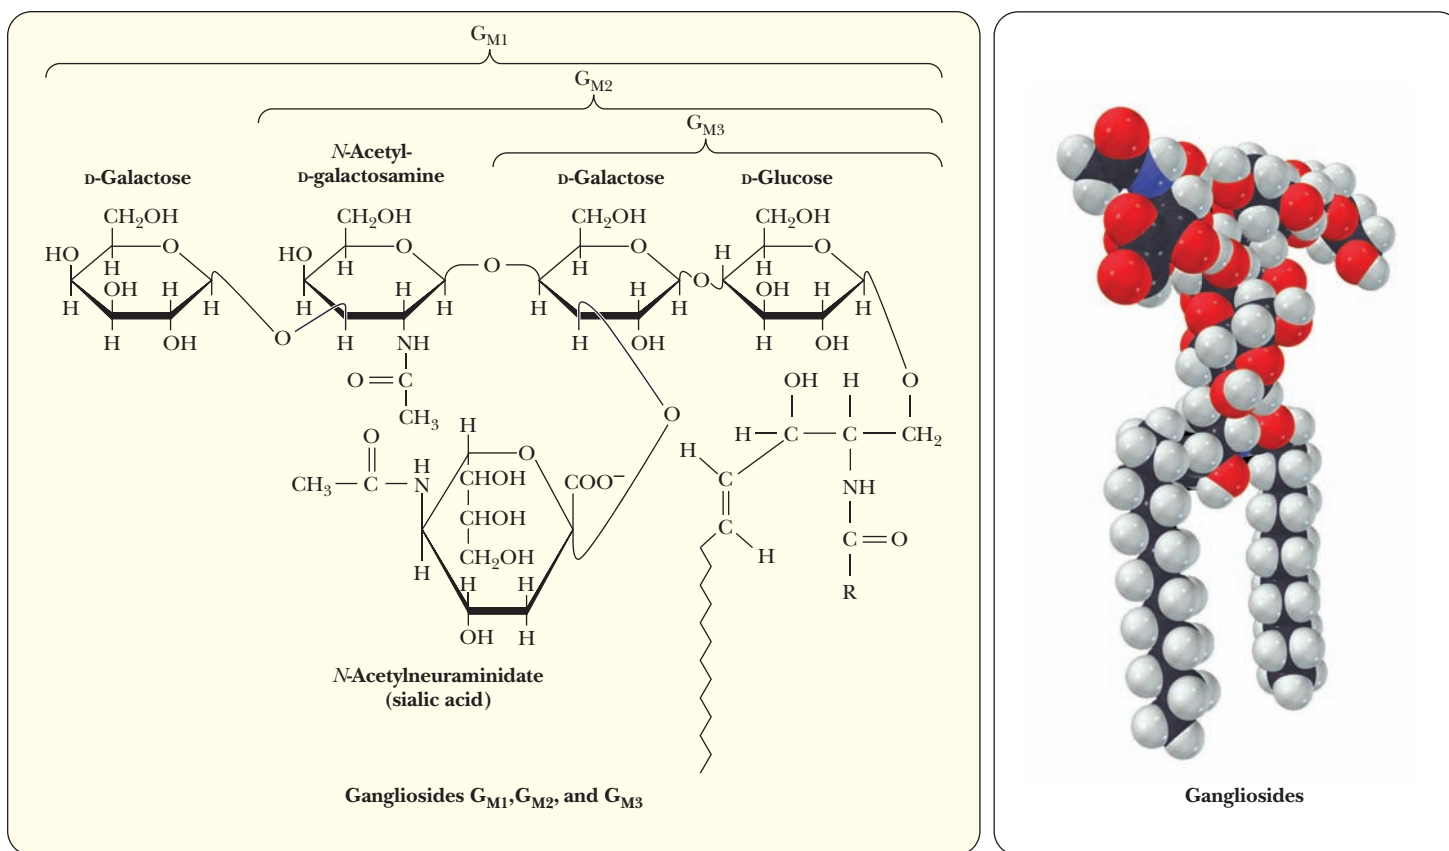 GM1
GM2
GM3
N-Acetyl-
D-galactosamine
D-Galactose
D-Galactose
D-Glucose
CH2OH
CH2OH
CH2OH
CH2OH
HO
O
HO
O
O
H
O
H
H
H
H
H
OH
H
H
H
O
H
H
O
H
OH
H
H
H
H
OH
O
H
NH
OH
H
OH
O
C
CH3
O
OH
H
O
H
C
C
CH2
O
H
O
H
CH3
C
N
CHOH
COO−
H
C
NH
CHOH
C
CH2OH
H
C
O
H
H
H
R
OH
H
N-Acetylneuraminidate
(sialic acid)
Gangliosides GM1,GM2, and GM3
Gangliosides